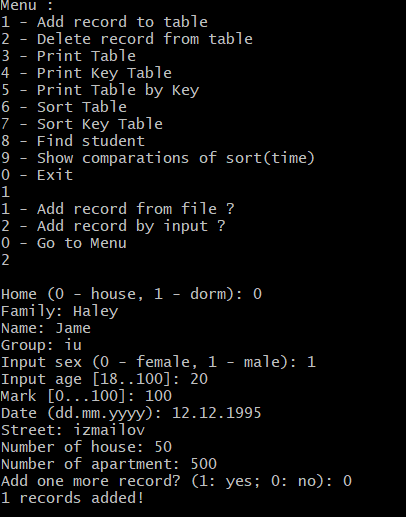 Menu :
1 - Add record to table
2 - Delete record from table
3 - Print Table
4 - Print Key Table
5 - Print Table by Key
6 - Sort Table
7 - Sort Key Table
8 - Find student
9 - Show comparations of sort(time)
0 - Exit
1
1 - Add record from file ?
2 - Add record by input ?
0 - Go to Menu
2
Home (0 - house, 1 - dorm): 0
Family: Haley
Name: Jame
Group: iu
Input sex (0 - female, 1 - male): 1
Input age [18..100]: 20
Mark [0...100]: 100
Date (dd.mm.yyyy): 12.12.1995
Street: izmailov
Number of house: 50
Number of apartment: 500
Add one more record? (1: yes; 0: no): 0
1 records added!